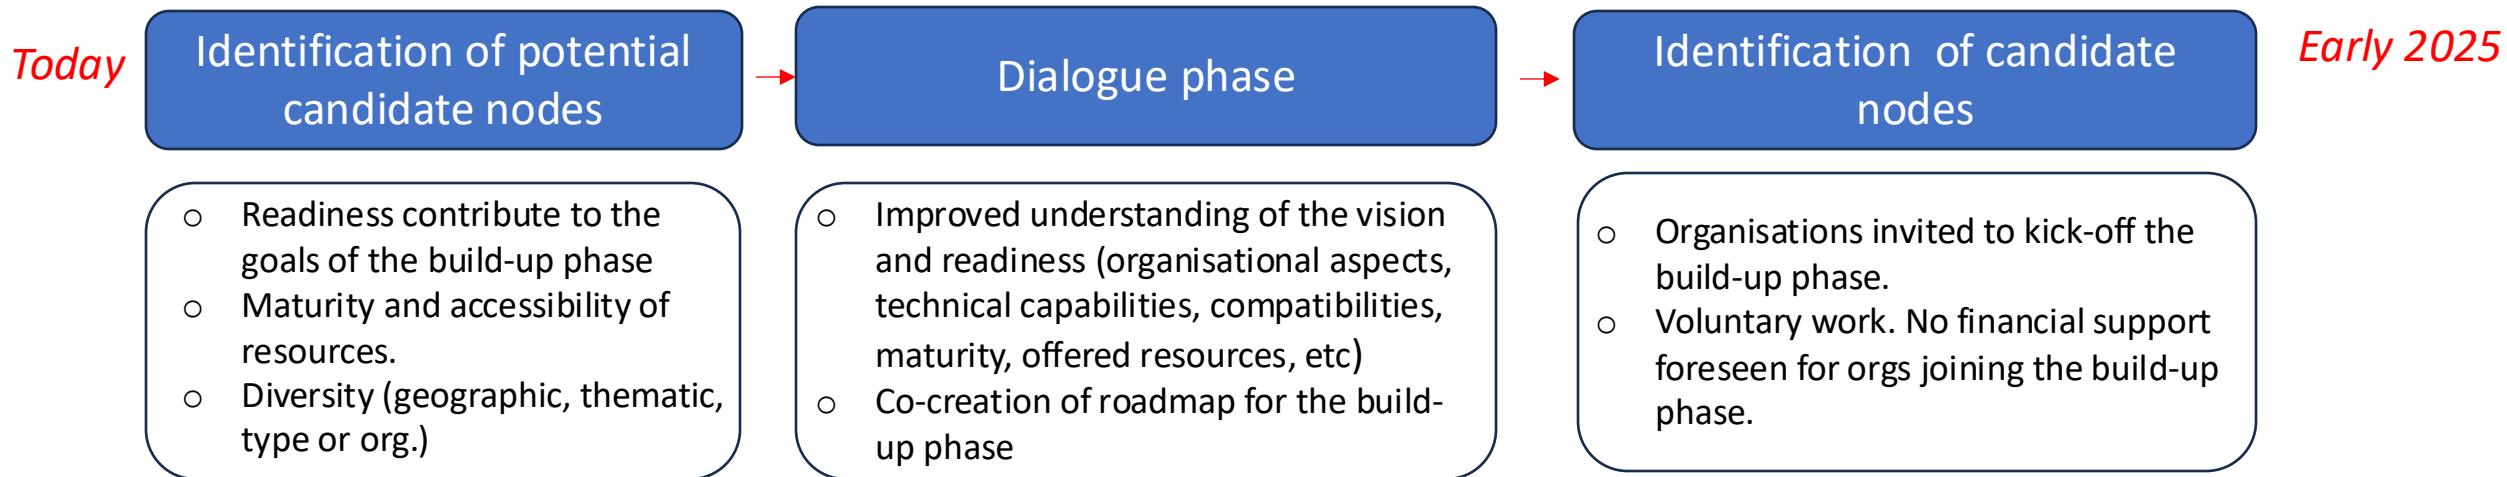 Today
Identification of potential
candidate nodes
Dialogue phase
Identification of candidate
nodes
Early 2025
o Readiness contribute to the
goals of the build-up phase
o Maturity and accessibility of
resources.
o Diversity (geographic, thematic,
type or org.)
o Improved understanding of the vision
and readiness (organisational aspects,
technical capabilities, compatibilities,
maturity, offered resources, etc)
o Co-creation of roadmap for the build-
up phase
o Organisations invited to kick-off the
build-up phase.
o Voluntary work. No financial support
foreseen for orgs joining the build-up
phase.